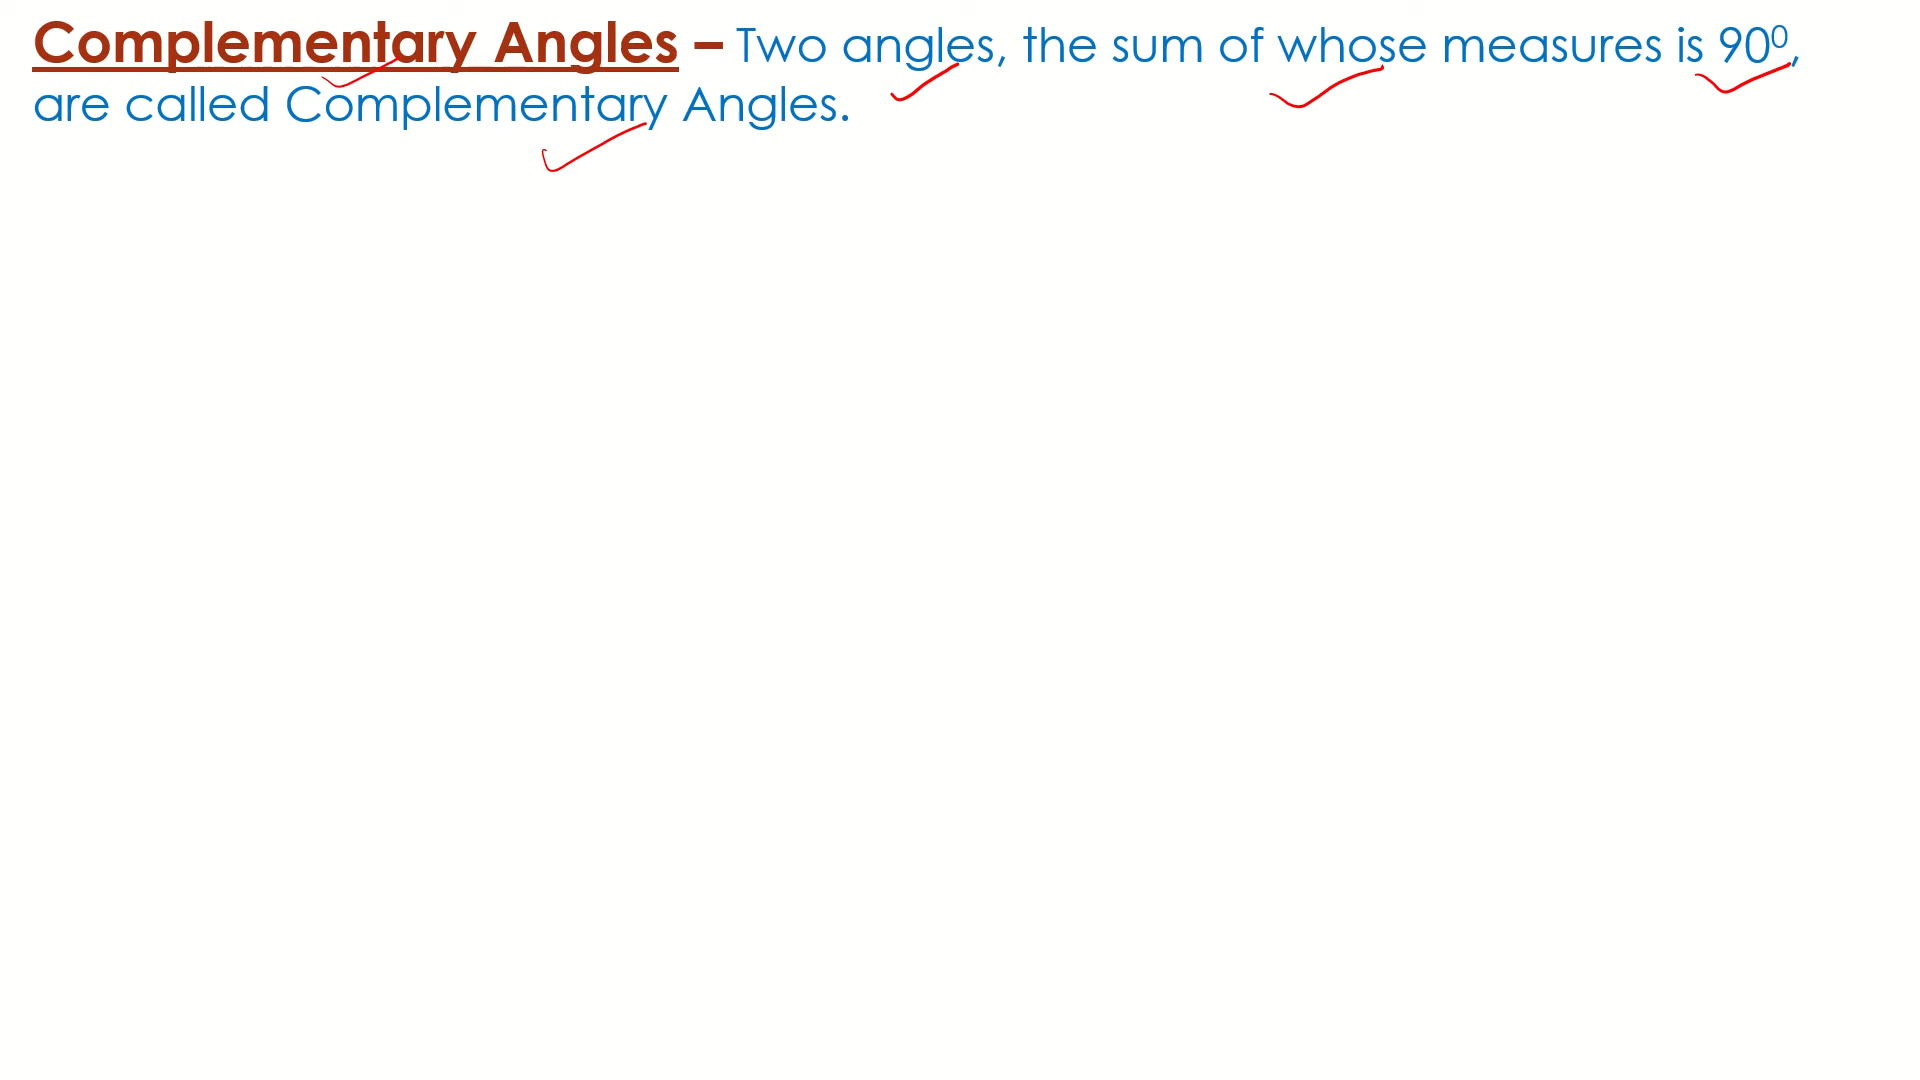 Complementary Angles – Two angles, the sum of whose measures is 90⁰,
are called Complementary Angles.